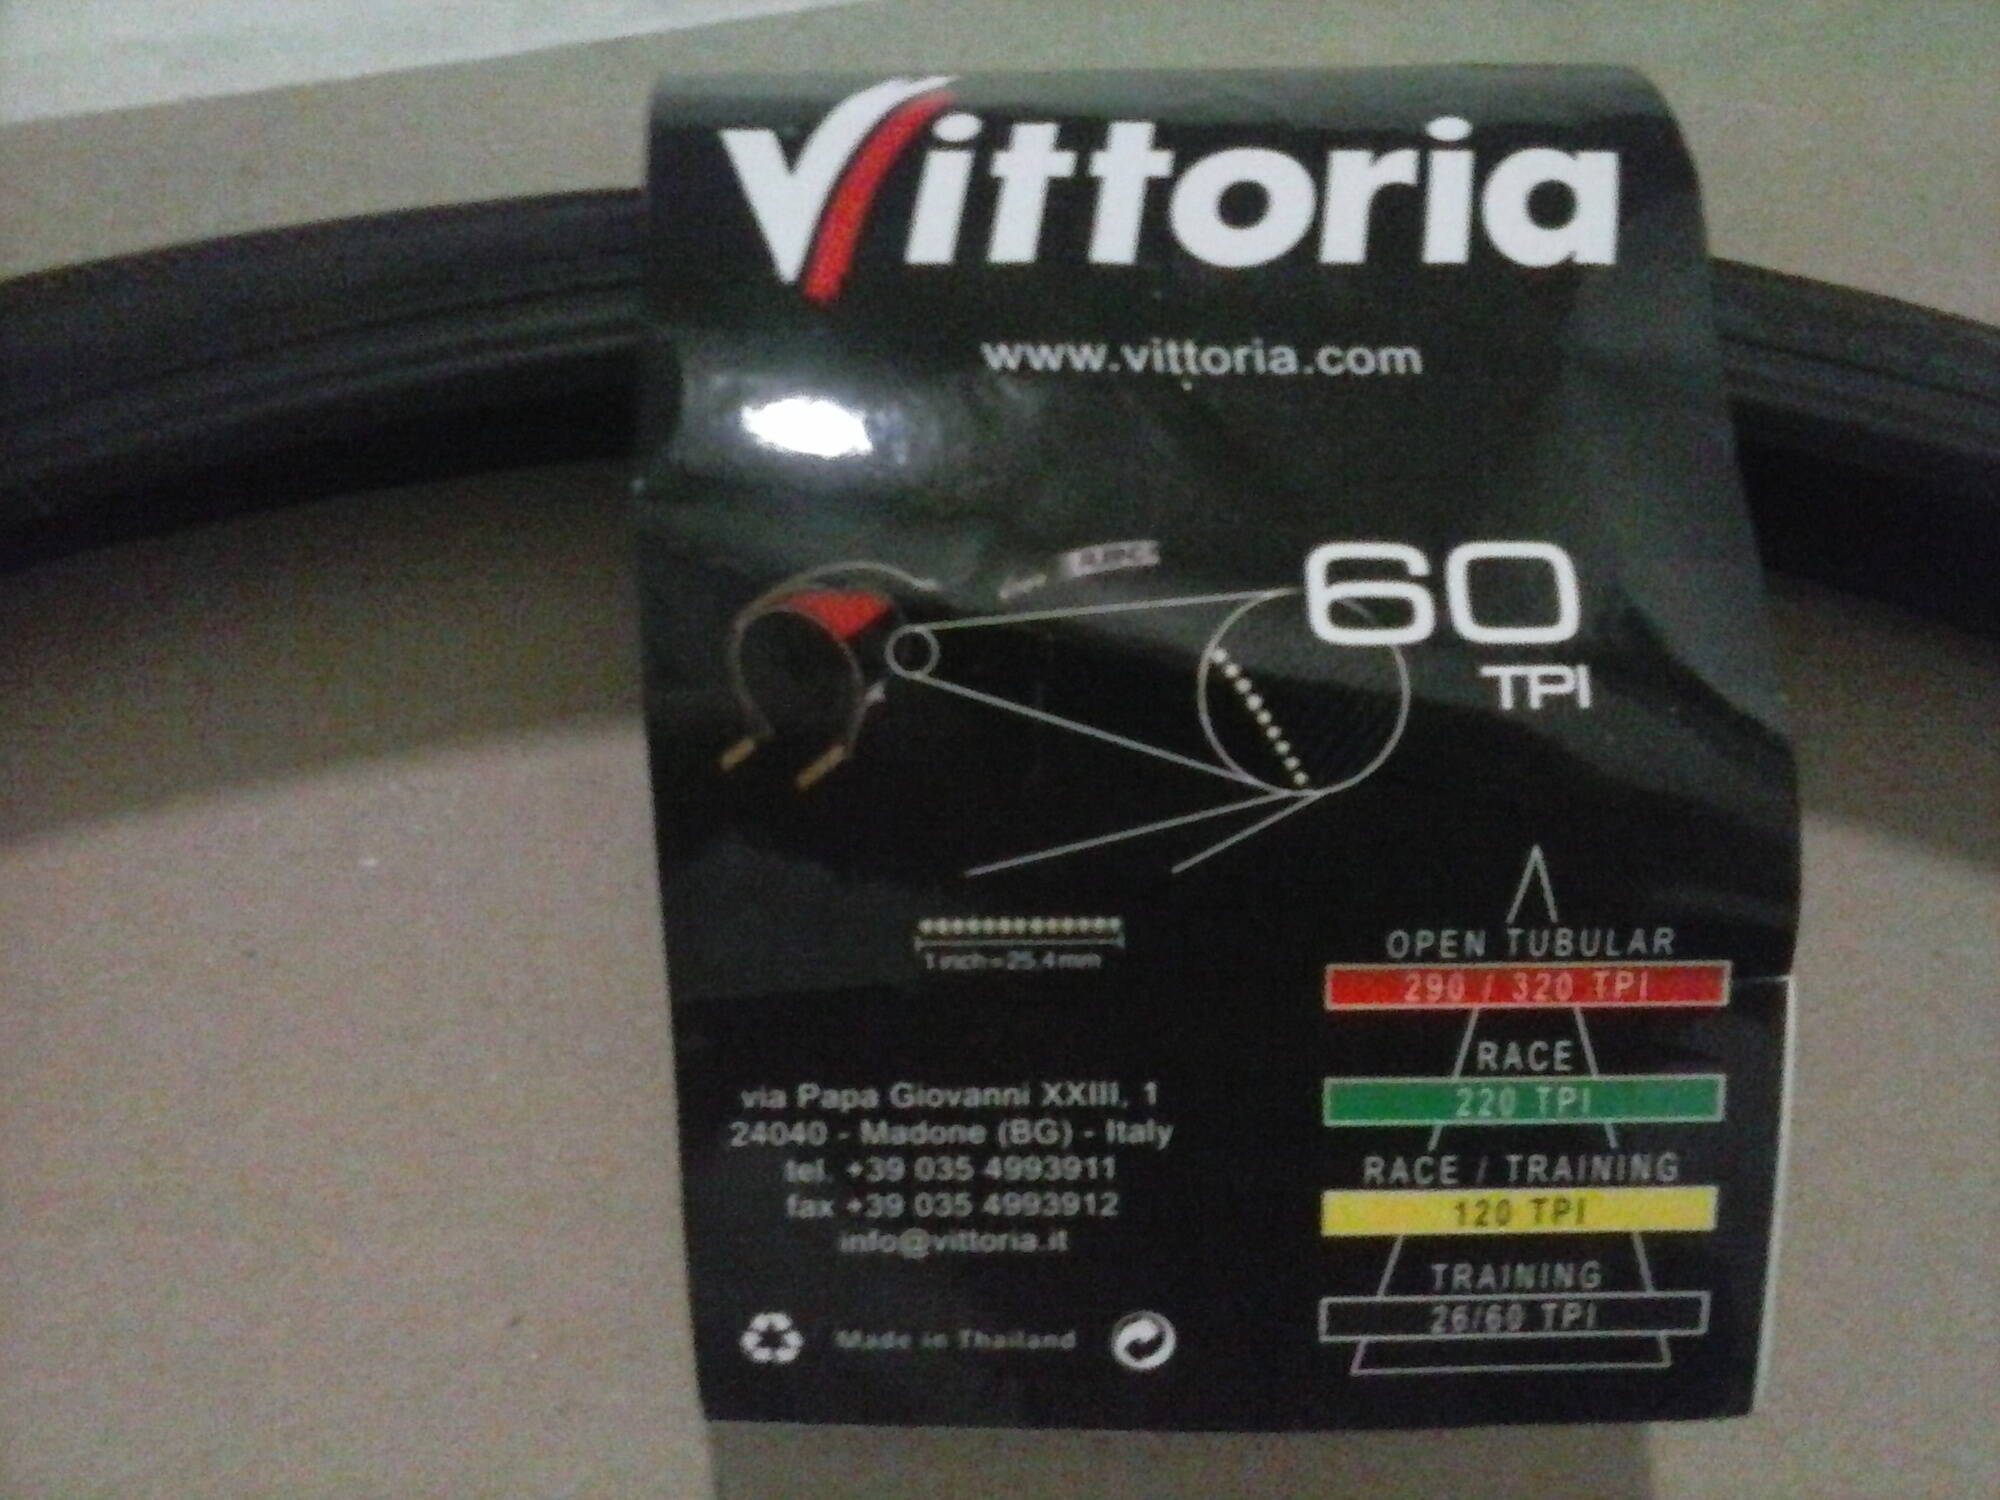 Vittoria
www.vittoria.com
60
TPI
1 inch = 25.4 mm
OPEN TUBULAR
290 / 320 TPI
RACE
220 TPI
RACE / TRAINING
120 TPI
TRAINING
26/60 TPI
via Papa Giovanni XXIII, 1
24040 - Madone (BG) - Italy
tel. +39 035 4993911
fax +39 035 4993912
info@vittoria.it
Made in Thailand